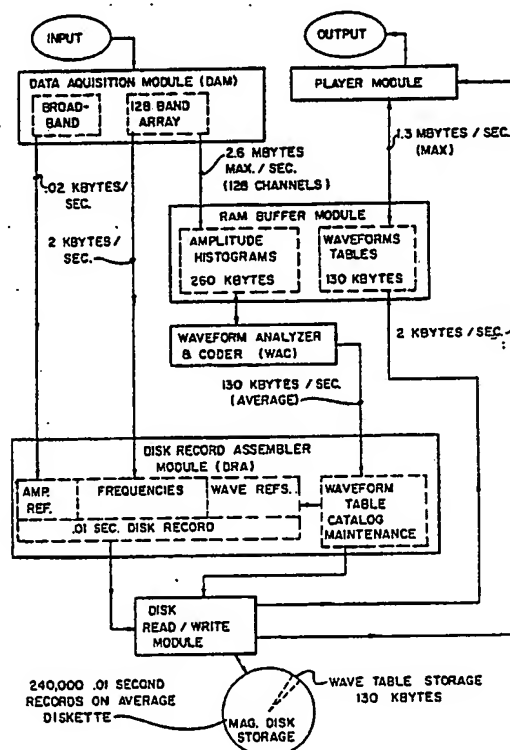 INPUT
OUTPUT
DATA AQUISITION MODULE (DAM)
BROAD-
BAND
128 BAND
ARRAY
PLAYER MODULE
.02 KBYTES/
SEC.
2.6 MBYTES
MAX./ SEC.
(128 CHANNELS)
1.3 MBYTES / SEC.
(MAX)
2 KBYTES/
SEC.
RAM BUFFER MODULE
AMPLITUDE
HISTOGRAMS
260 KBYTES
WAVEFORMS
TABLES
130 KBYTES
WAVEFORM ANALYZER
& CODER (WAC)
2 KBYTES / SEC.
130 KBYTES / SEC.
(AVERAGE)
DISK RECORD ASSEMBLER
MODULE (DRA)
AMP.
REF.
FREQUENCIES
WAVE REFS.
.01 SEC. DISK RECORD
WAVEFORM
TABLE
CATALOG
MAINTENANCE
DISK
READ / WRITE
MODULE
240,000 .01 SECOND
RECORDS ON AVERAGE
DISKETTE
WAVE TABLE STORAGE
130 KBYTES
MAG. DISK
STORAGE